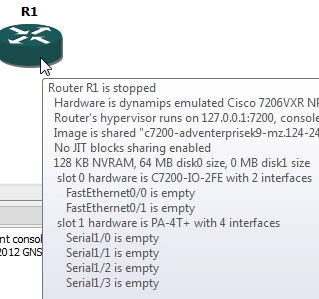 R1
Router R1 is stopped
Hardware is dynamips emulated Cisco 7206VXR
Router's hypervisor runs on 127.0.0.1:7200, console
Image is shared "c7200-adventerprisek9-mz.124-24
No JIT blocks sharing enabled
128 KB NVRAM, 64 MB disk0 size, 0 MB disk1 size
slot 0 hardware is C7200-IO-2FE with 2 interfaces
FastEthernet0/0 is empty
FastEthernet0/1 is empty
slot 1 hardware is PA-4T+ with 4 interfaces
Serial1/0 is empty
Serial1/1 is empty
Serial1/2 is empty
Serial1/3 is empty
nt consol
2012 GNS